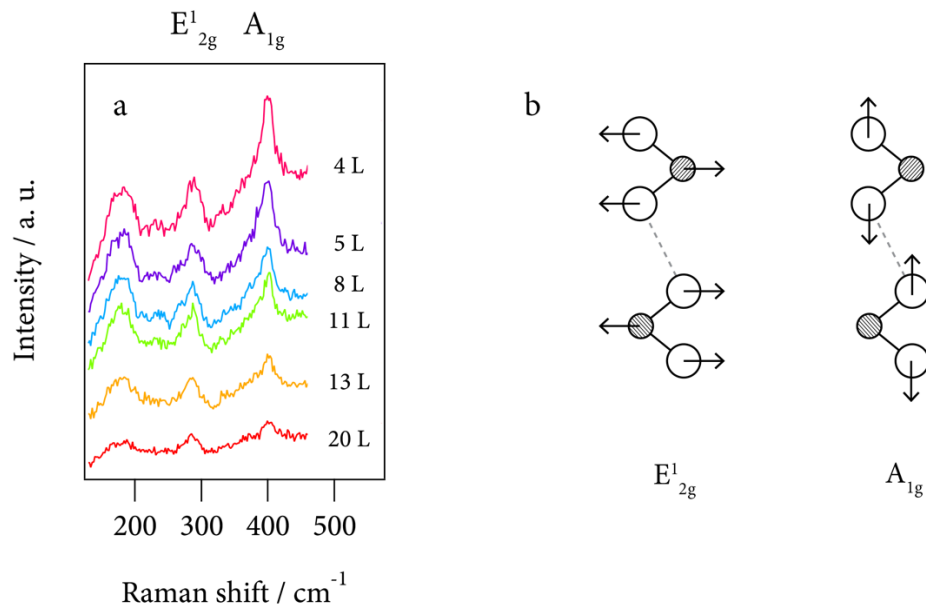 E¹₂g A₁g
a
b
4 L
5 L
8 L
11 L
13 L
20 L
Intensity / a. u.
200 300 400 500
Raman shift / cm⁻¹
E¹₂g A₁g